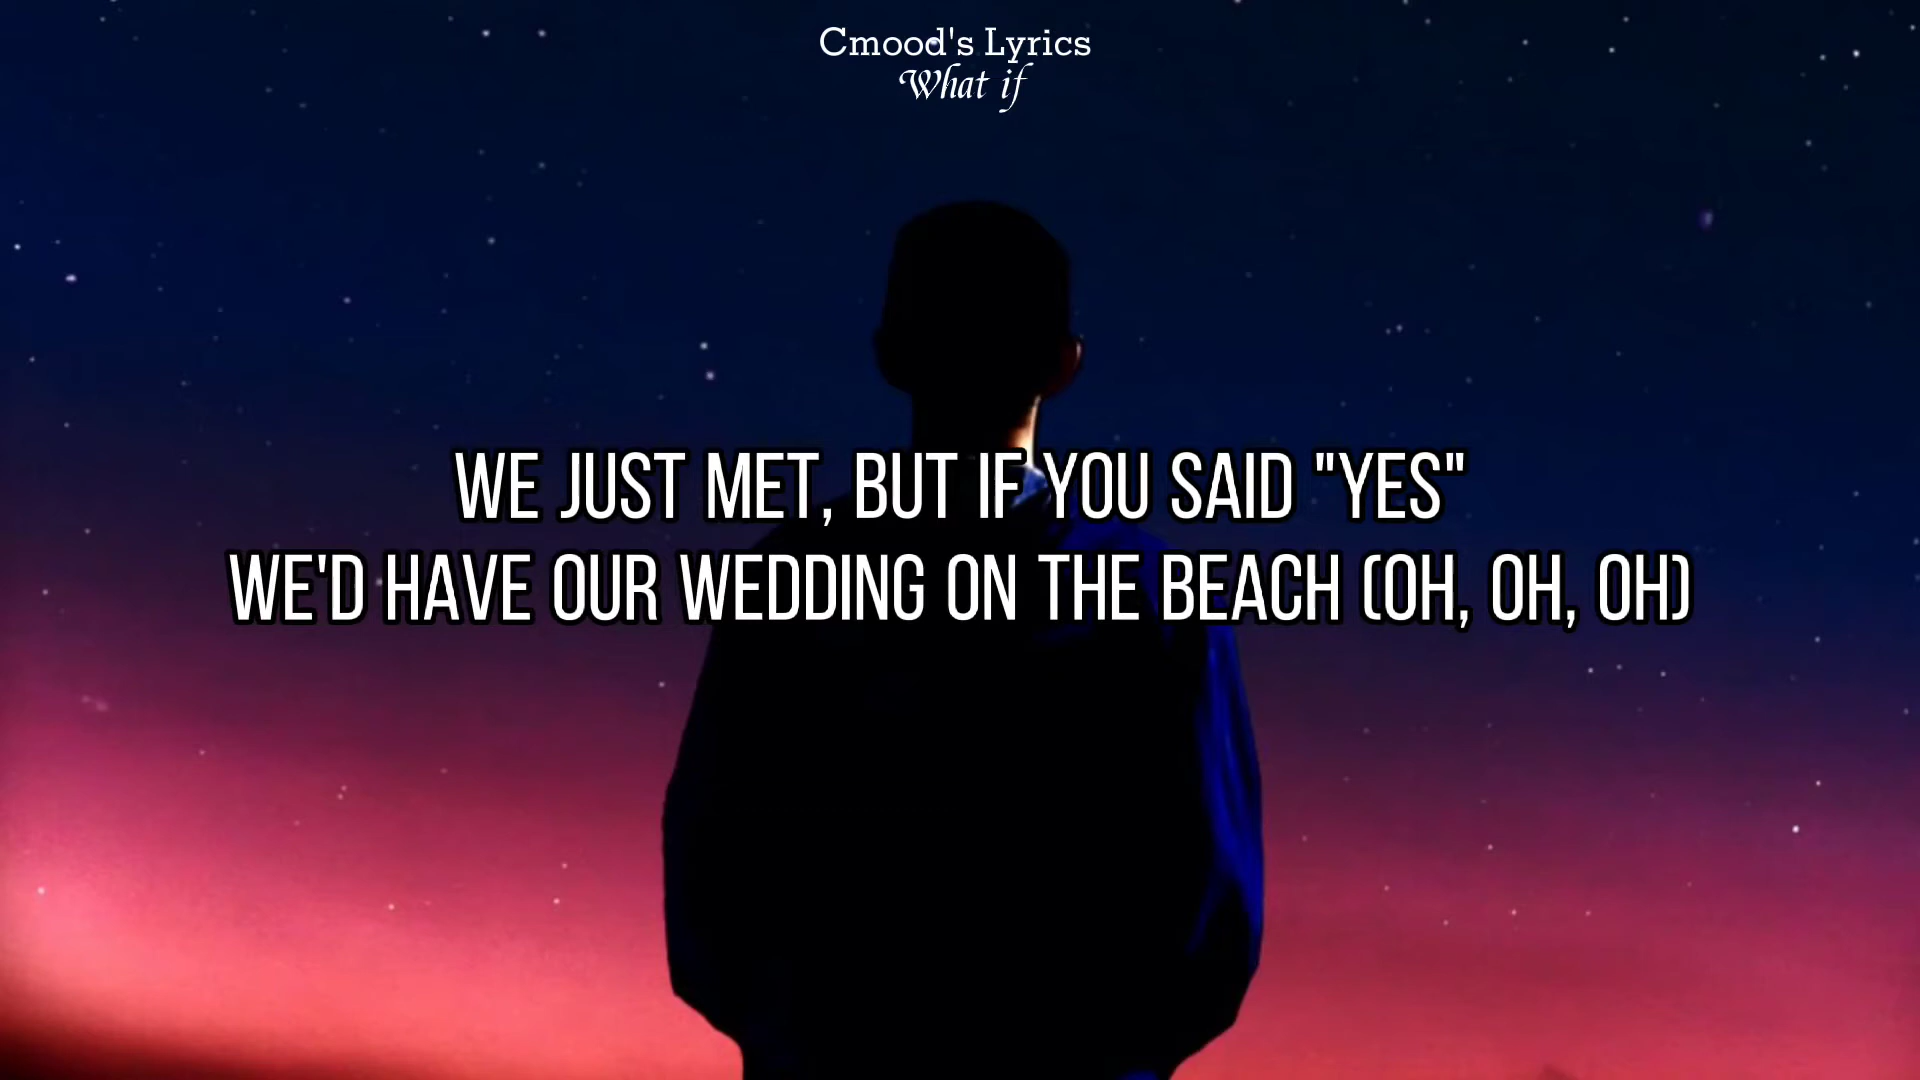 Cmood's Lyrics
What if
WE JUST MET, BUT IF YOU SAID "YES"
WE'D HAVE OUR WEDDING ON THE BEACH (OH, OH, OH)